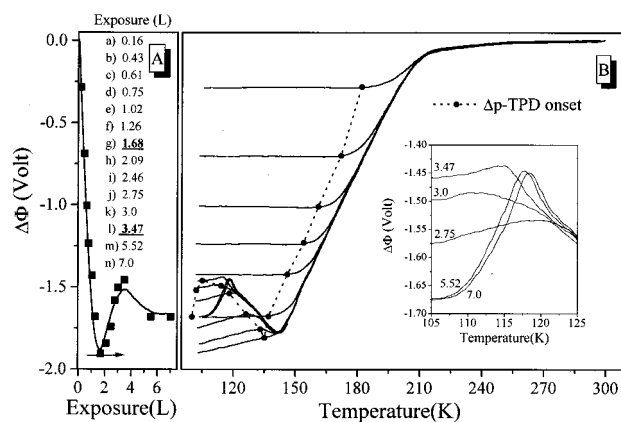 Exposure (L)
a) 0.16
b) 0.43
c) 0.61
d) 0.75
e) 1.02
f) 1.26
g) 1.68
h) 2.09
i) 2.46
j) 2.75
k) 3.0
l) 3.47
m) 5.52
n) 7.0
A
0.0
-0.5
-1.0
-1.5
-2.0
ΔΦ (Volt)
0 2 4 6
Exposure(L)
B
Δp-TPD onset
-1.40
-1.45
-1.50
-1.55
-1.60
-1.65
-1.70
ΔΦ (Volt)
3.47
3.0
2.75
5.52
7.0
105 110 115 120 125
Temperature(K)
120 150 180 210 240 270 300
Temperature(K)